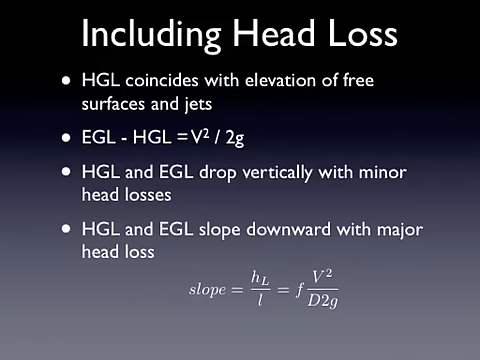 Including Head Loss
• HGL coincides with elevation of free
surfaces and jets
• EGL - HGL = V² / 2g
• HGL and EGL drop vertically with minor
head losses
• HGL and EGL slope downward with major
head loss
slope = h_L / l = f V² / D2g